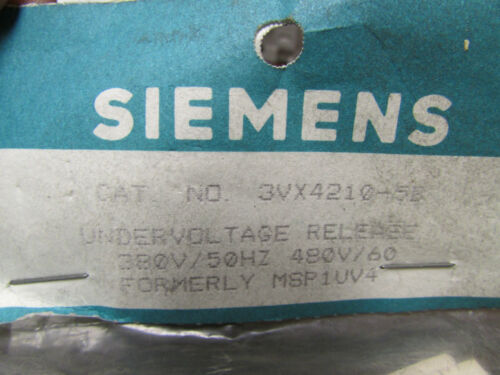 SIEMENS
CAT. NO. 3VX4210-5B
UNDERVOLTAGE RELEASE
380V/50HZ 480V/60
FORMERLY MSP1UV4